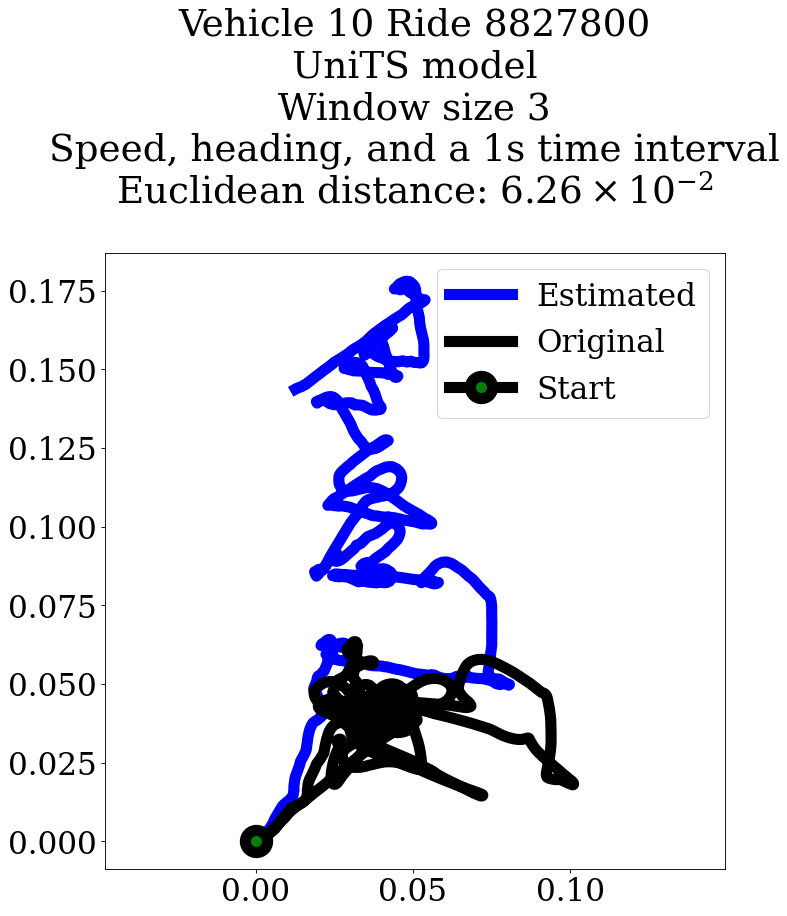 Vehicle 10 Ride 8827800
UniTS model
Window size 3
Speed, heading, and a 1s time interval
Euclidean distance: 6.26 × 10⁻²
Estimated
Original
Start
0.175
0.150
0.125
0.100
0.075
0.050
0.025
0.000
0.00 0.05 0.10